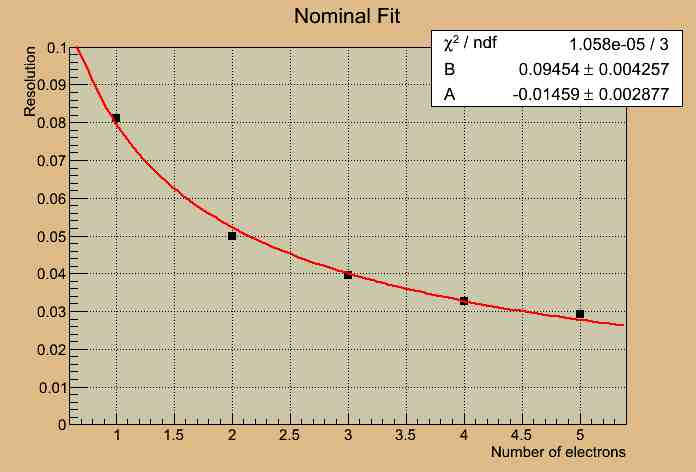 Nominal Fit
χ² / ndf 1.058e-05 / 3
B 0.09454 ± 0.004257
A -0.01459 ± 0.002877
Resolution
0.1
0.09
0.08
0.07
0.06
0.05
0.04
0.03
0.02
0.01
0
1 1.5 2 2.5 3 3.5 4 4.5 5
Number of electrons